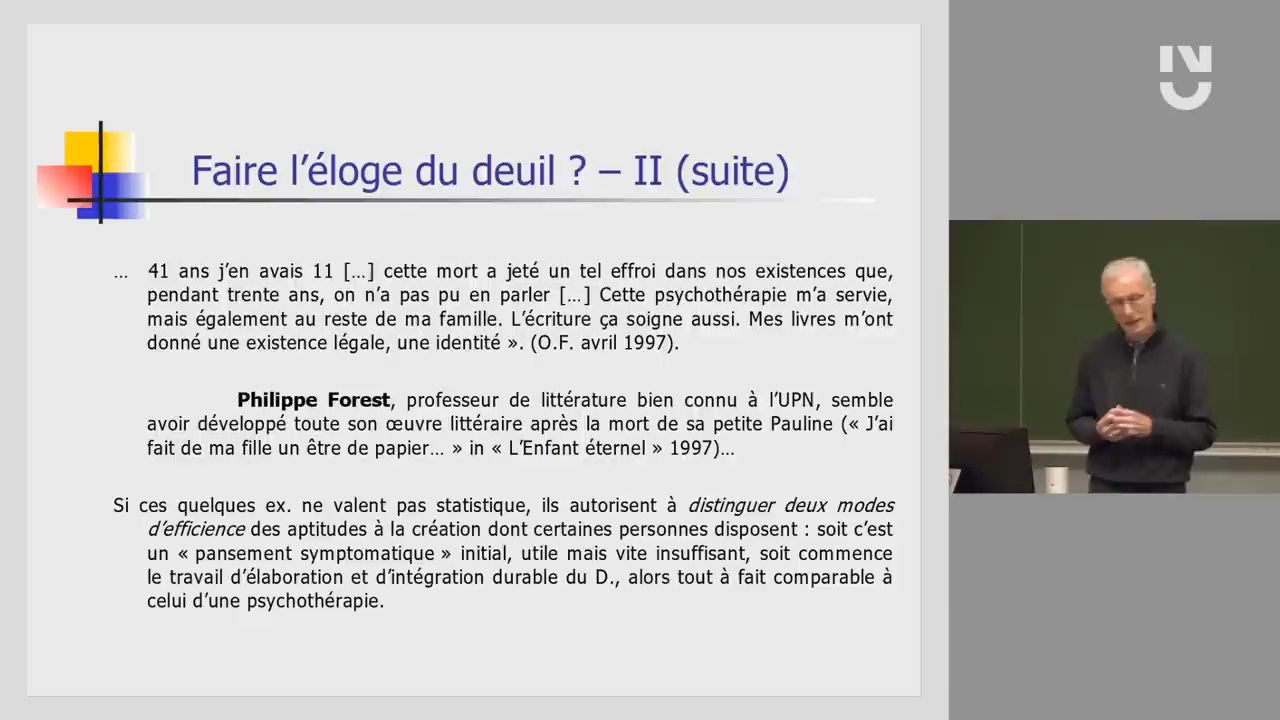 Faire l’éloge du deuil ? – II (suite)
… 41 ans j’en avais 11 […] cette mort a jeté un tel effroi dans nos existences que,
pendant trente ans, on n’a pas pu en parler […] Cette psychothérapie m’a servie,
mais également au reste de ma famille. L’écriture ça soigne aussi. Mes livres m’ont
donné une existence légale, une identité ». (O.F. avril 1997).
Philippe Forest, professeur de littérature bien connu à l’UPN, semble
avoir développé toute son œuvre littéraire après la mort de sa petite Pauline (« J’ai
fait de ma fille un être de papier… » in « L’Enfant éternel » 1997)…
Si ces quelques ex. ne valent pas statistique, ils autorisent à distinguer deux modes
d’efficience des aptitudes à la création dont certaines personnes disposent : soit c’est
un « pansement symptomatique » initial, utile mais vite insuffisant, soit commence
le travail d’élaboration et d’intégration durable du D., alors tout à fait comparable à
celui d’une psychothérapie.